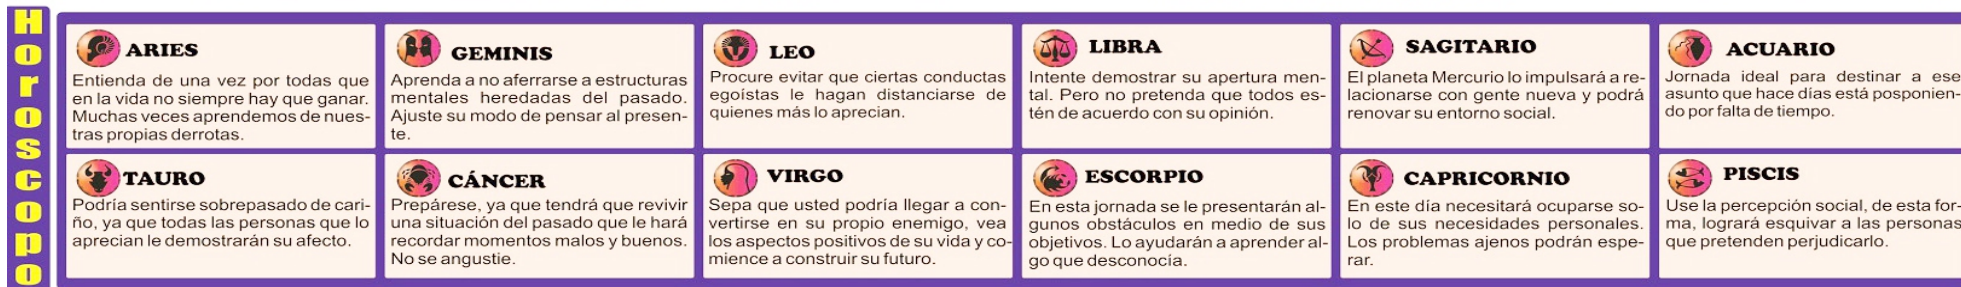 Horoscopo
ARIES
Entienda de una vez por todas que
en la vida no siempre hay que ganar.
Muchas veces aprendemos de nues-
tras propias derrotas.
TAURO
Podría sentirse sobrepasado de cari-
ño, ya que todas las personas que lo
aprecian le demostrarán su afecto.
GEMINIS
Aprenda a no aferrarse a estructuras
mentales heredadas del pasado.
Ajuste su modo de pensar al presen-
te.
CÁNCER
Prepárese, ya que tendrá que revivir
una situación del pasado que le hará
recordar momentos malos y buenos.
No se angustie.
LEO
Procure evitar que ciertas conductas
egoístas le hagan distanciarse de
quienes más lo aprecian.
VIRGO
Sepa que usted podría llegar a con-
vertirse en su propio enemigo, vea
los aspectos positivos de su vida y co-
mience a construir su futuro.
LIBRA
Intente demostrar su apertura men-
tal. Pero no pretenda que todos es-
tén de acuerdo con su opinión.
ESCORPIO
En esta jornada se le presentarán al-
gunos obstáculos en medio de sus
objetivos. Lo ayudarán a aprender al-
go que desconocía.
SAGITARIO
El planeta Mercurio lo impulsará a re-
lacionarse con gente nueva y podrá
renovar su entorno social.
CAPRICORNIO
En este día necesitará ocuparse so-
lo de sus necesidades personales.
Los problemas ajenos podrán espe-
rar.
ACUARIO
Jornada ideal para destinar a ese
asunto que hace días está posponien-
do por falta de tiempo.
PISCIS
Use la percepción social, de esta for-
ma, logrará esquivar a las personas
que pretenden perjudicarlo.